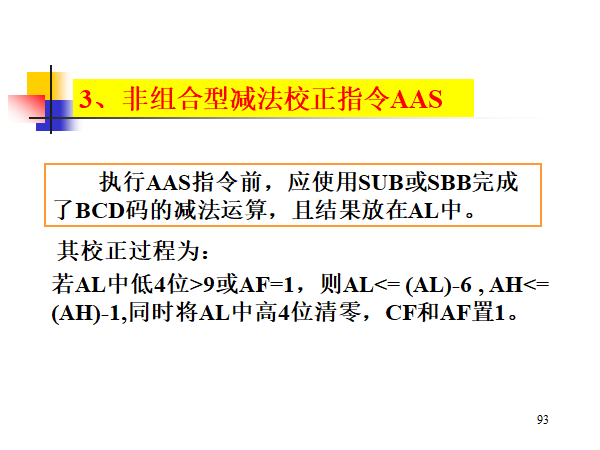 3、非组合型减法校正指令AAS
执行AAS指令前，应使用SUB或SBB完成
了BCD码的减法运算，且结果放在AL中。
其校正过程为：
若AL中低4位>9或AF=1，则AL<= (AL)-6 , AH<=
(AH)-1,同时将AL中高4位清零，CF和AF置1。
93